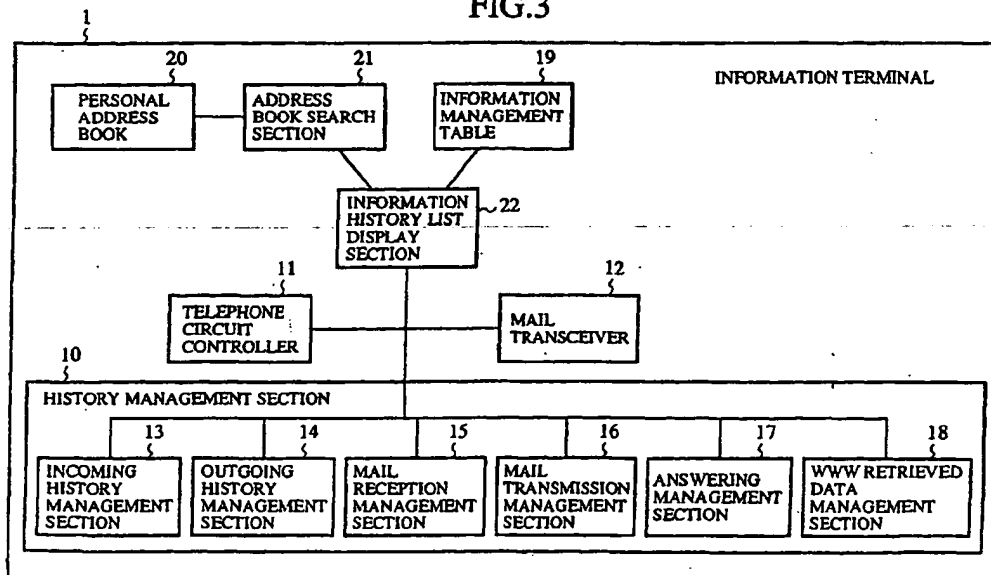 FIG.3
1
20
21
19
INFORMATION TERMINAL
PERSONAL
ADDRESS
BOOK
ADDRESS
BOOK SEARCH
SECTION
INFORMATION
MANAGEMENT
TABLE
INFORMATION
HISTORY LIST
DISPLAY
SECTION
22
11
12
TELEPHONE
CIRCUIT
CONTROLLER
MAIL
TRANSCEIVER
10
HISTORY MANAGEMENT SECTION
13
14
15
16
17
18
INCOMING
HISTORY
MANAGEMENT
SECTION
OUTGOING
HISTORY
MANAGEMENT
SECTION
MAIL
RECEPTION
MANAGEMENT
SECTION
MAIL
TRANSMISSION
MANAGEMENT
SECTION
ANSWERING
MANAGEMENT
SECTION
WWW RETRIEVED
DATA
MANAGEMENT
SECTION